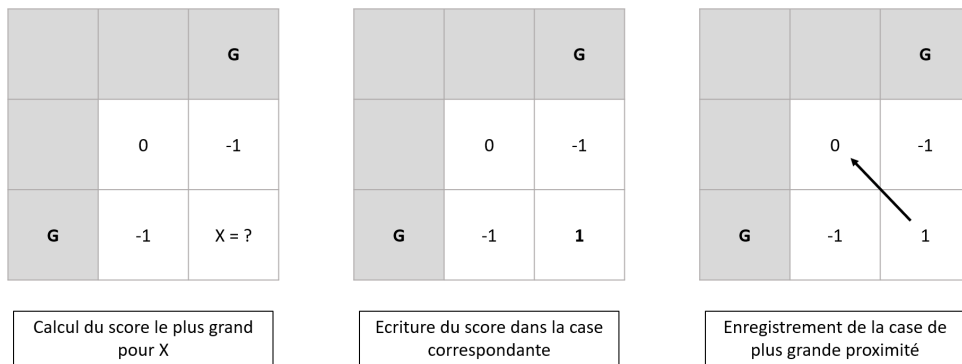 G
0 -1
G -1 X = ?
Calcul du score le plus grand
pour X
G
0 -1
G -1 1
Ecriture du score dans la case
correspondante
G
0 -1
G -1 1
Enregistrement de la case de
plus grande proximité